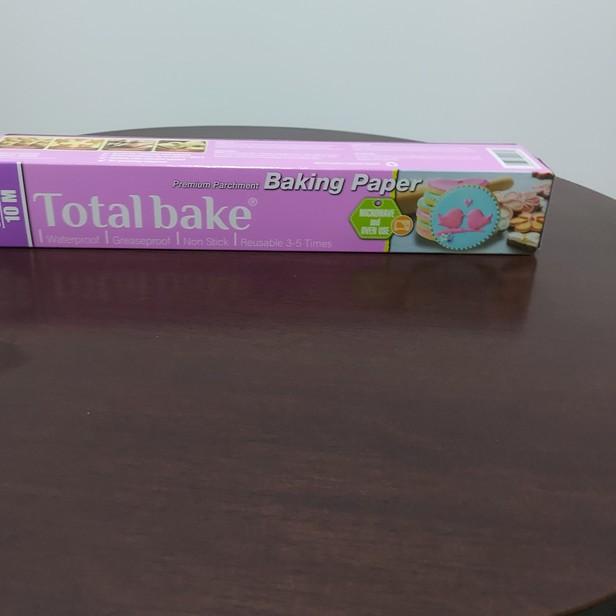 10 M
Premium Parchment Baking Paper
Total bake®
Waterproof | Greaseproof | Non Stick | Reusable 3-5 Times
MICROWAVE
and
OVEN USE